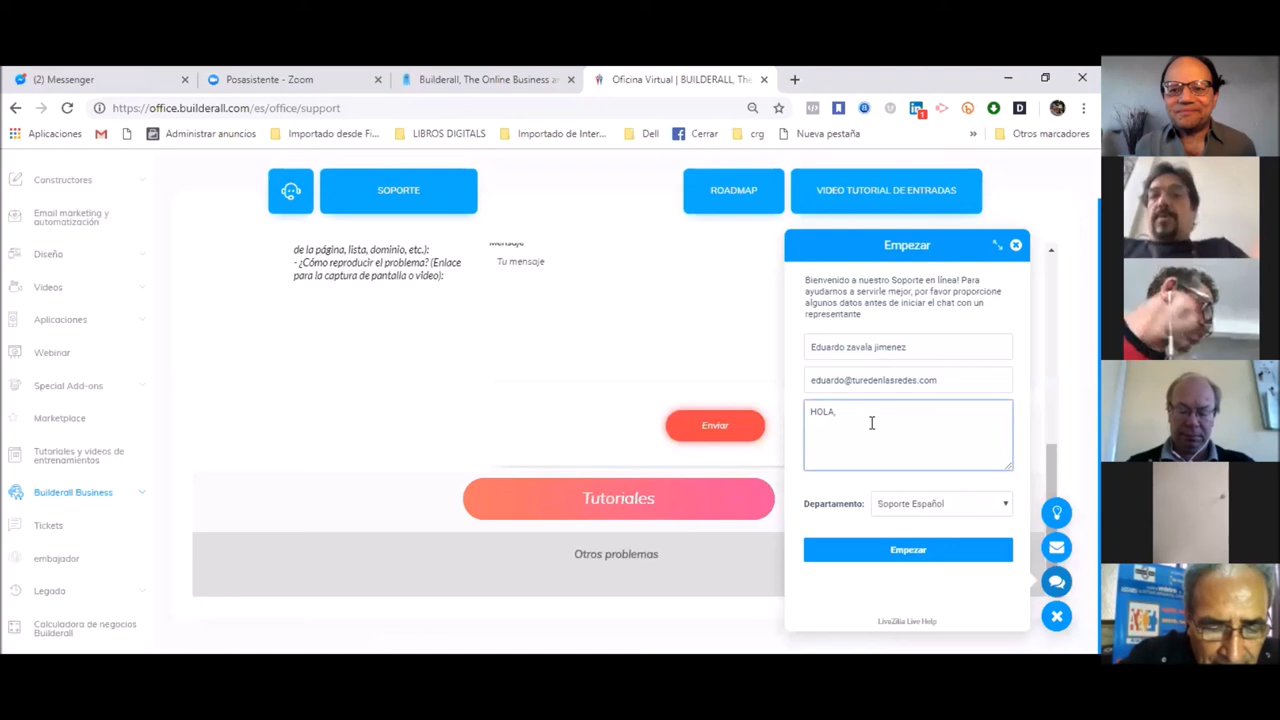 (2) Messenger
Posasistente - Zoom
Builderall, The Online Business an
Oficina Virtual | BUILDERALL, The
https://office.builderall.com/es/office/support
Aplicaciones
Administrar anuncios
Importado desde Fi...
LIBROS DIGITALS
Importado de Inter...
Dell
Cerrar
crg
Nueva pestaña
»
Otros marcadores
Constructores
Email marketing y
automatización
Diseño
Videos
Aplicaciones
Webinar
Special Add-ons
Marketplace
Tutoriales y videos de
entrenamientos
Builderall Business
Tickets
embajador
Legado
Calculadora de negocios
Builderall
SOPORTE
ROADMAP
VIDEO TUTORIAL DE ENTRADAS
de la página, lista, dominio, etc.);
- ¿Cómo reproducir el problema? (Enlace
para la captura de pantalla o video):
Mensaje
Tu mensaje
Enviar
Tutoriales
Otros problemas
Empezar
Bienvenido a nuestro Soporte en línea! Para
ayudarnos a servirle mejor, por favor proporcione
algunos datos antes de iniciar el chat con un
representante
Eduardo zavala jimenez
eduardo@turedenlasredes.com
HOLA,
Departamento:
Soporte Español
Empezar
LiveZilla Live Help